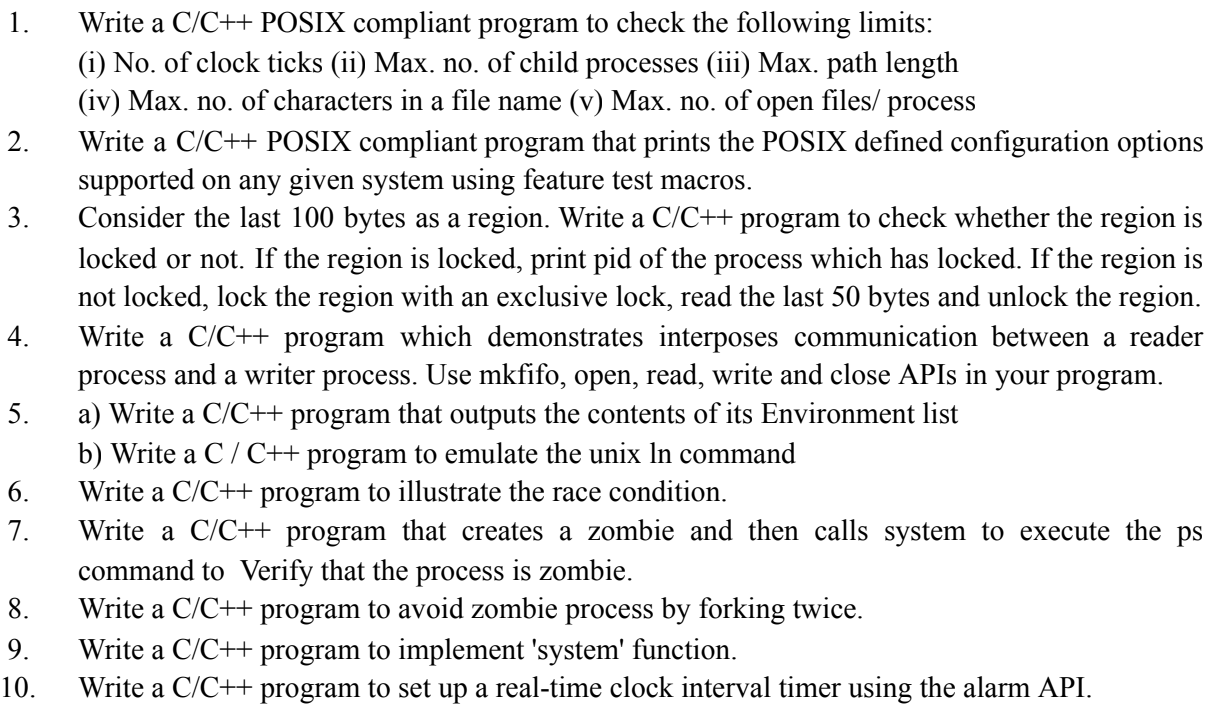 1. Write a C/C++ POSIX compliant program to check the following limits:
(i) No. of clock ticks (ii) Max. no. of child processes (iii) Max. path length
(iv) Max. no. of characters in a file name (v) Max. no. of open files/ process
2. Write a C/C++ POSIX compliant program that prints the POSIX defined configuration options
supported on any given system using feature test macros.
3. Consider the last 100 bytes as a region. Write a C/C++ program to check whether the region is
locked or not. If the region is locked, print pid of the process which has locked. If the region is
not locked, lock the region with an exclusive lock, read the last 50 bytes and unlock the region.
4. Write a C/C++ program which demonstrates interposes communication between a reader
process and a writer process. Use mkfifo, open, read, write and close APIs in your program.
5. a) Write a C/C++ program that outputs the contents of its Environment list
b) Write a C / C++ program to emulate the unix ln command
6. Write a C/C++ program to illustrate the race condition.
7. Write a C/C++ program that creates a zombie and then calls system to execute the ps
command to Verify that the process is zombie.
8. Write a C/C++ program to avoid zombie process by forking twice.
9. Write a C/C++ program to implement 'system' function.
10. Write a C/C++ program to set up a real-time clock interval timer using the alarm API.